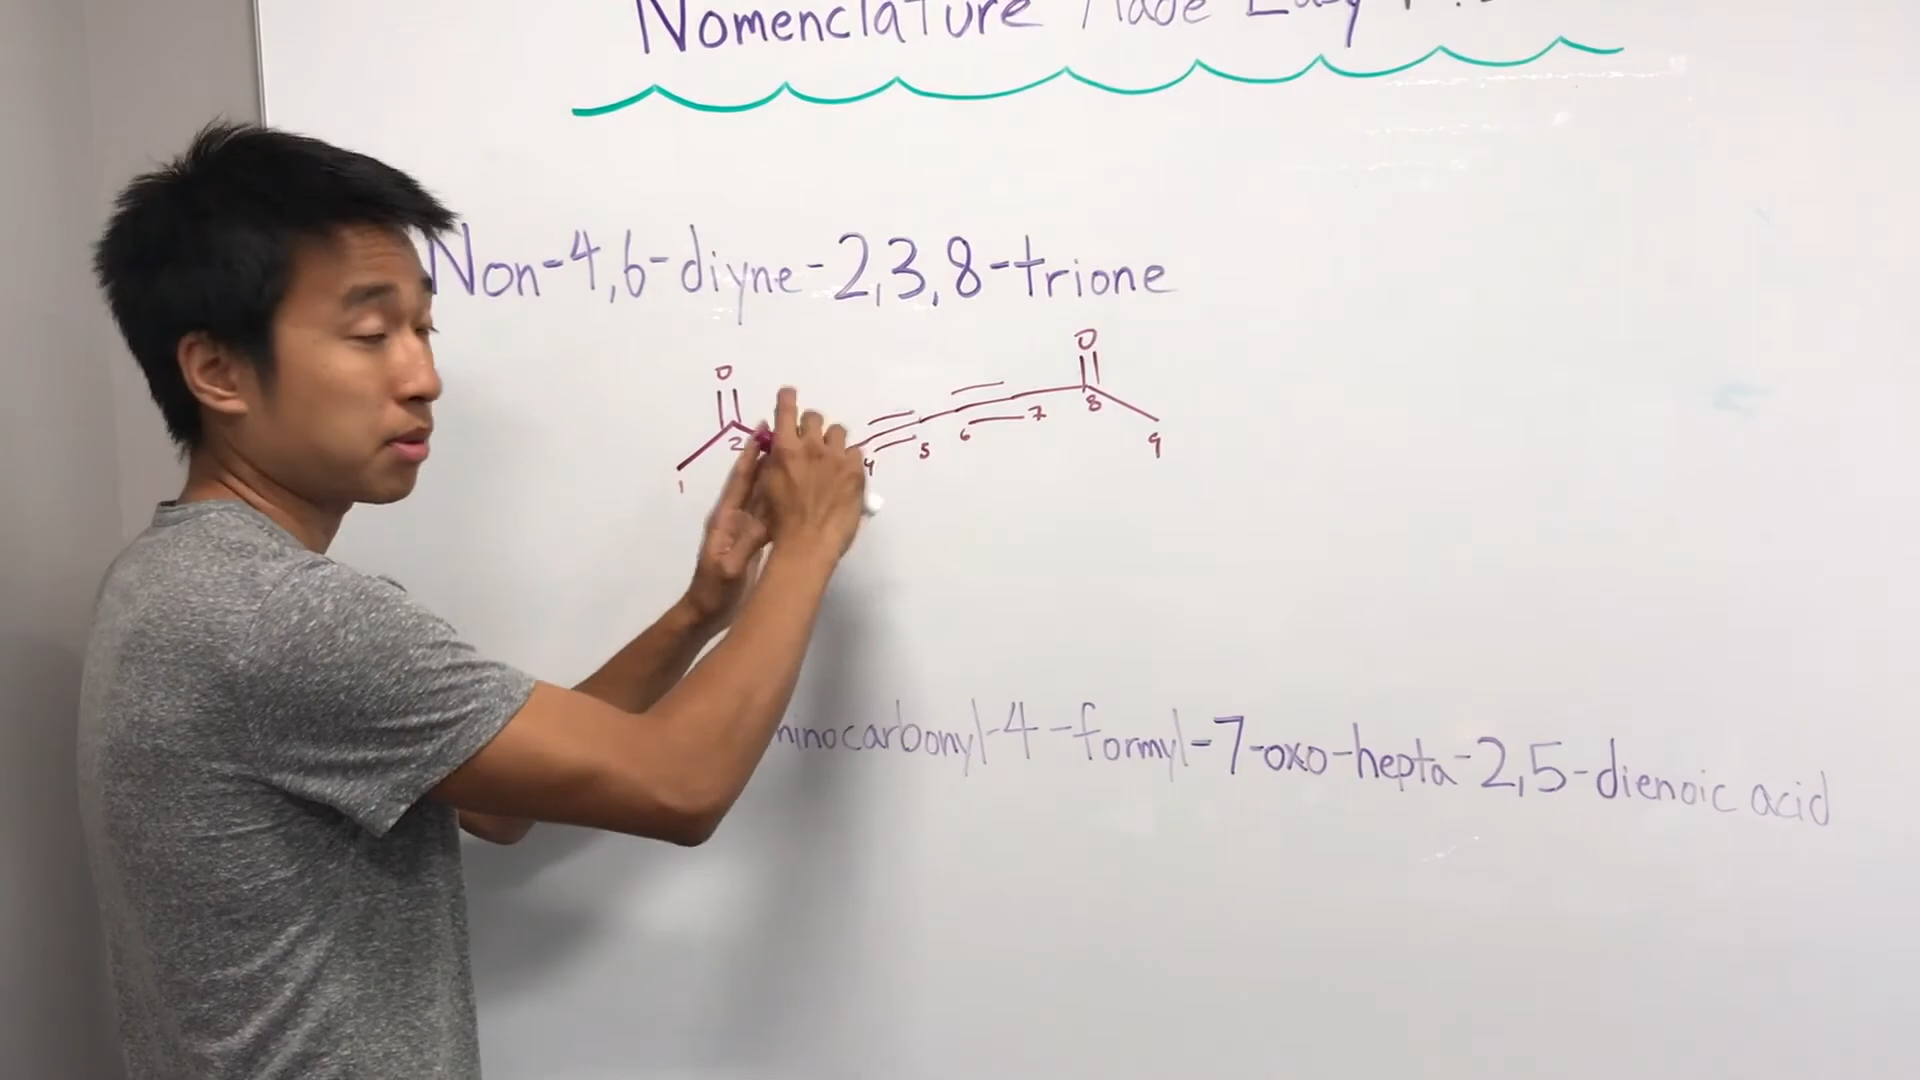 Nomenclature Made Easy
Non-4,6-diyne-2,3,8-trione
O
O
1
2
4
5
6
7
8
9
minocarbonyl-4-formyl-7-oxo-hepta-2,5-dienoic acid